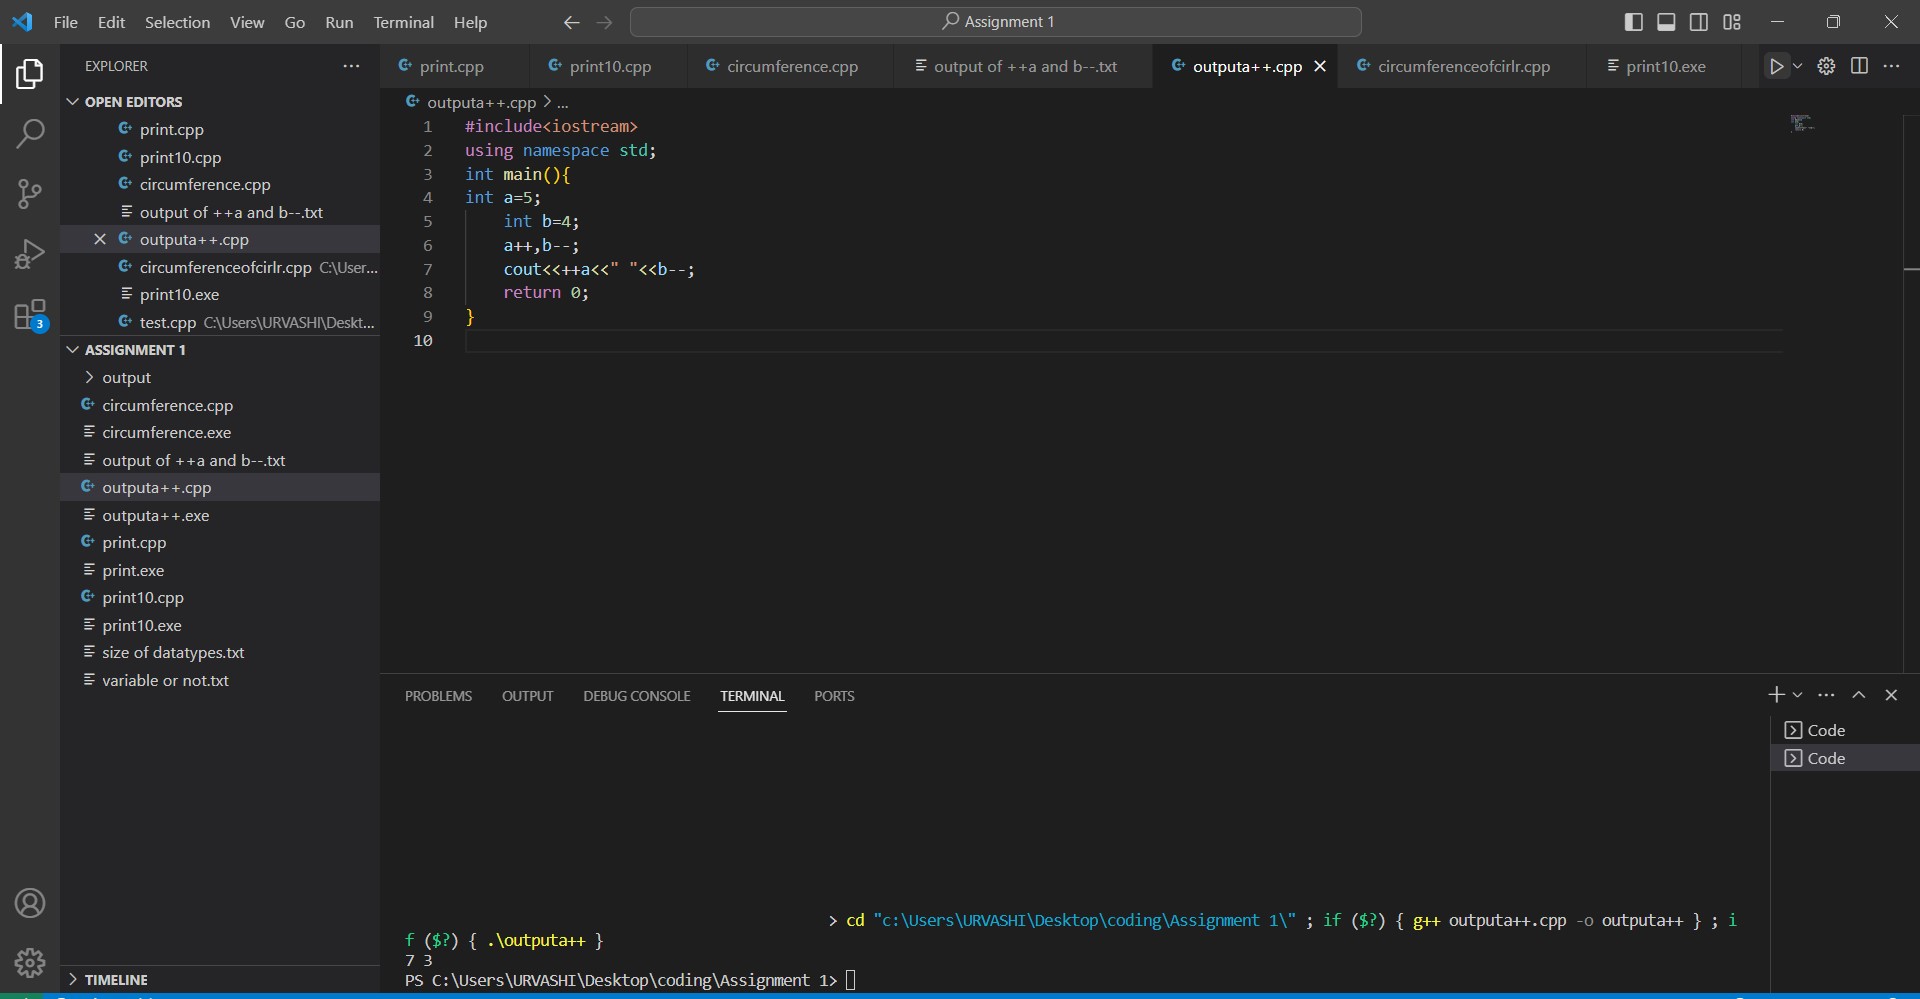 File Edit Selection View Go Run Terminal Help
Assignment 1
EXPLORER
OPEN EDITORS
print.cpp
print10.cpp
circumference.cpp
output of ++a and b--.txt
outputa++.cpp
circumferenceofcirlr.cpp C:\User...
print10.exe
test.cpp C:\Users\URVASHI\Deskt...
ASSIGNMENT 1
output
circumference.cpp
circumference.exe
output of ++a and b--.txt
outputa++.cpp
outputa++.exe
print.cpp
print.exe
print10.cpp
print10.exe
size of datatypes.txt
variable or not.txt
TIMELINE
3
print.cpp print10.cpp circumference.cpp output of ++a and b--.txt outputa++.cpp circumferenceofcirlr.cpp print10.exe
outputa++.cpp > ...
1 #include<iostream>
2 using namespace std;
3 int main(){
4 int a=5;
5 int b=4;
6 a++,b--;
7 cout<<++a<<" "<<b--;
8 return 0;
9 }
10
PROBLEMS OUTPUT DEBUG CONSOLE TERMINAL PORTS
Code
Code
> cd "c:\Users\URVASHI\Desktop\coding\Assignment 1\" ; if ($?) { g++ outputa++.cpp -o outputa++ } ; i
f ($?) { .\outputa++ }
7 3
PS C:\Users\URVASHI\Desktop\coding\Assignment 1>